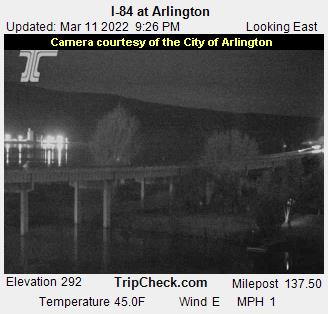 I-84 at Arlington
Updated: Mar 11 2022 9:26 PM Looking East
Camera courtesy of the City of Arlington
Elevation 292 TripCheck.com Milepost 137.50
Temperature 45.0F Wind E MPH 1